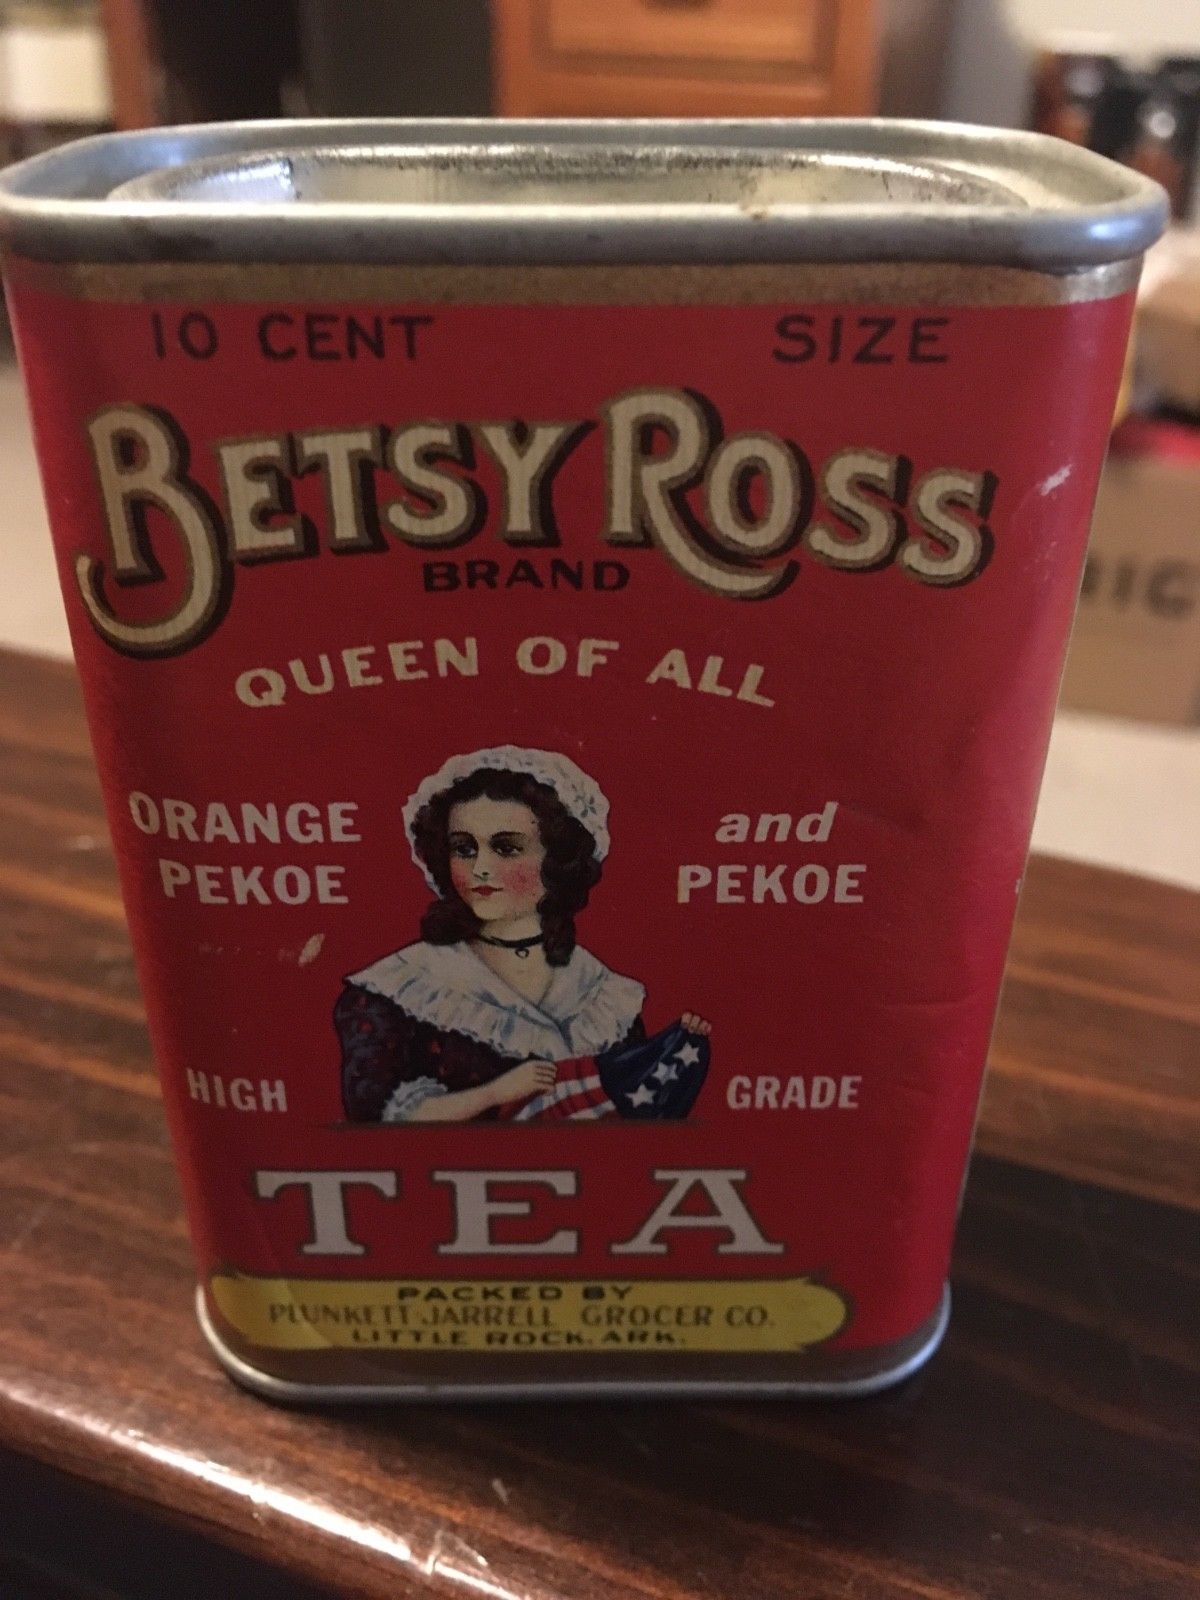 10 CENT SIZE
BETSY ROSS
BRAND
QUEEN OF ALL
ORANGE and
PEKOE PEKOE
HIGH GRADE
TEA
PACKED BY
PLUNKETT-JARRELL GROCER CO.
LITTLE ROCK, ARK.